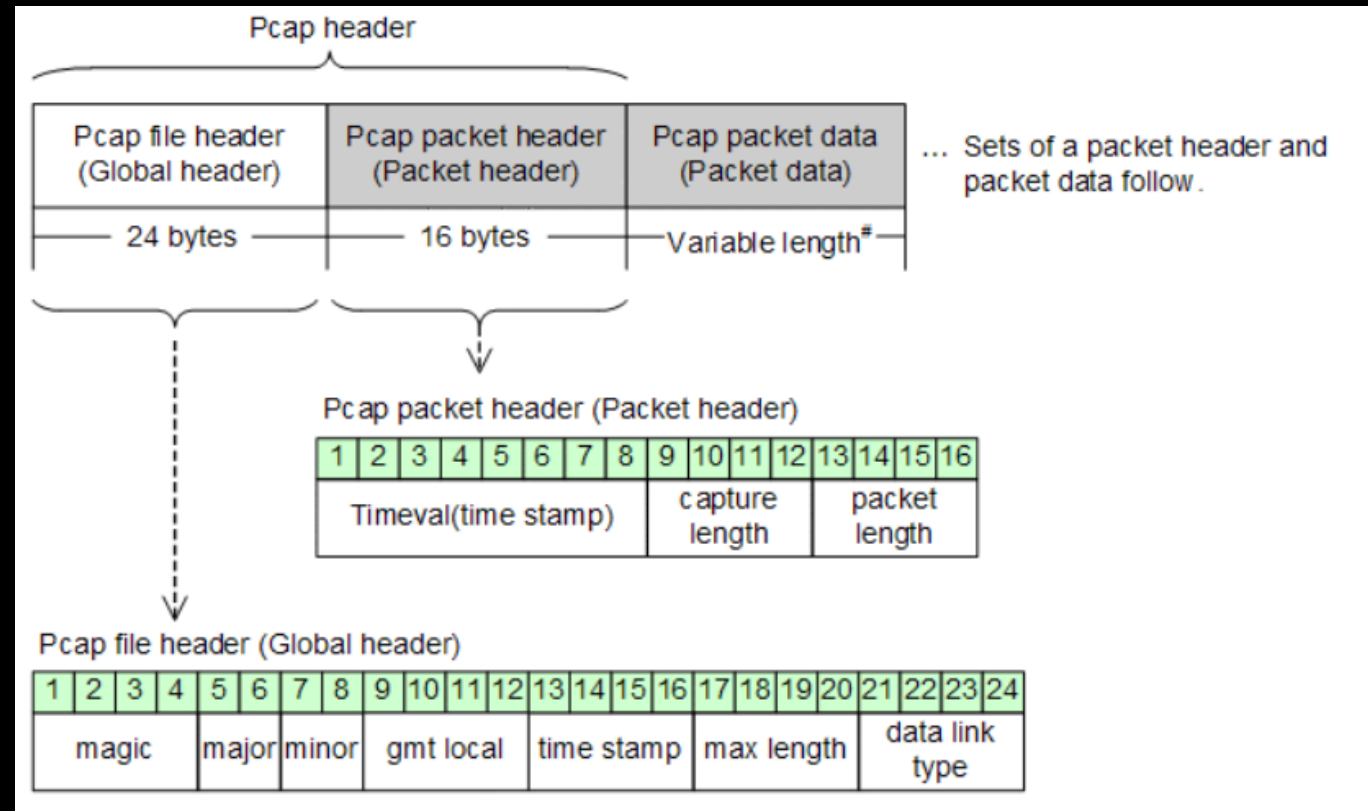 Pcap header
Pcap file header
(Global header)
Pcap packet header
(Packet header)
Pcap packet data
(Packet data)
... Sets of a packet header and
packet data follow.
24 bytes
16 bytes
Variable length#
Pcap packet header (Packet header)
1 2 3 4 5 6 7 8 9 10 11 12 13 14 15 16
Timeval(time stamp)
capture
length
packet
length
Pcap file header (Global header)
1 2 3 4 5 6 7 8 9 10 11 12 13 14 15 16 17 18 19 20 21 22 23 24
magic
major
minor
gmt local
time stamp
max length
data link
type